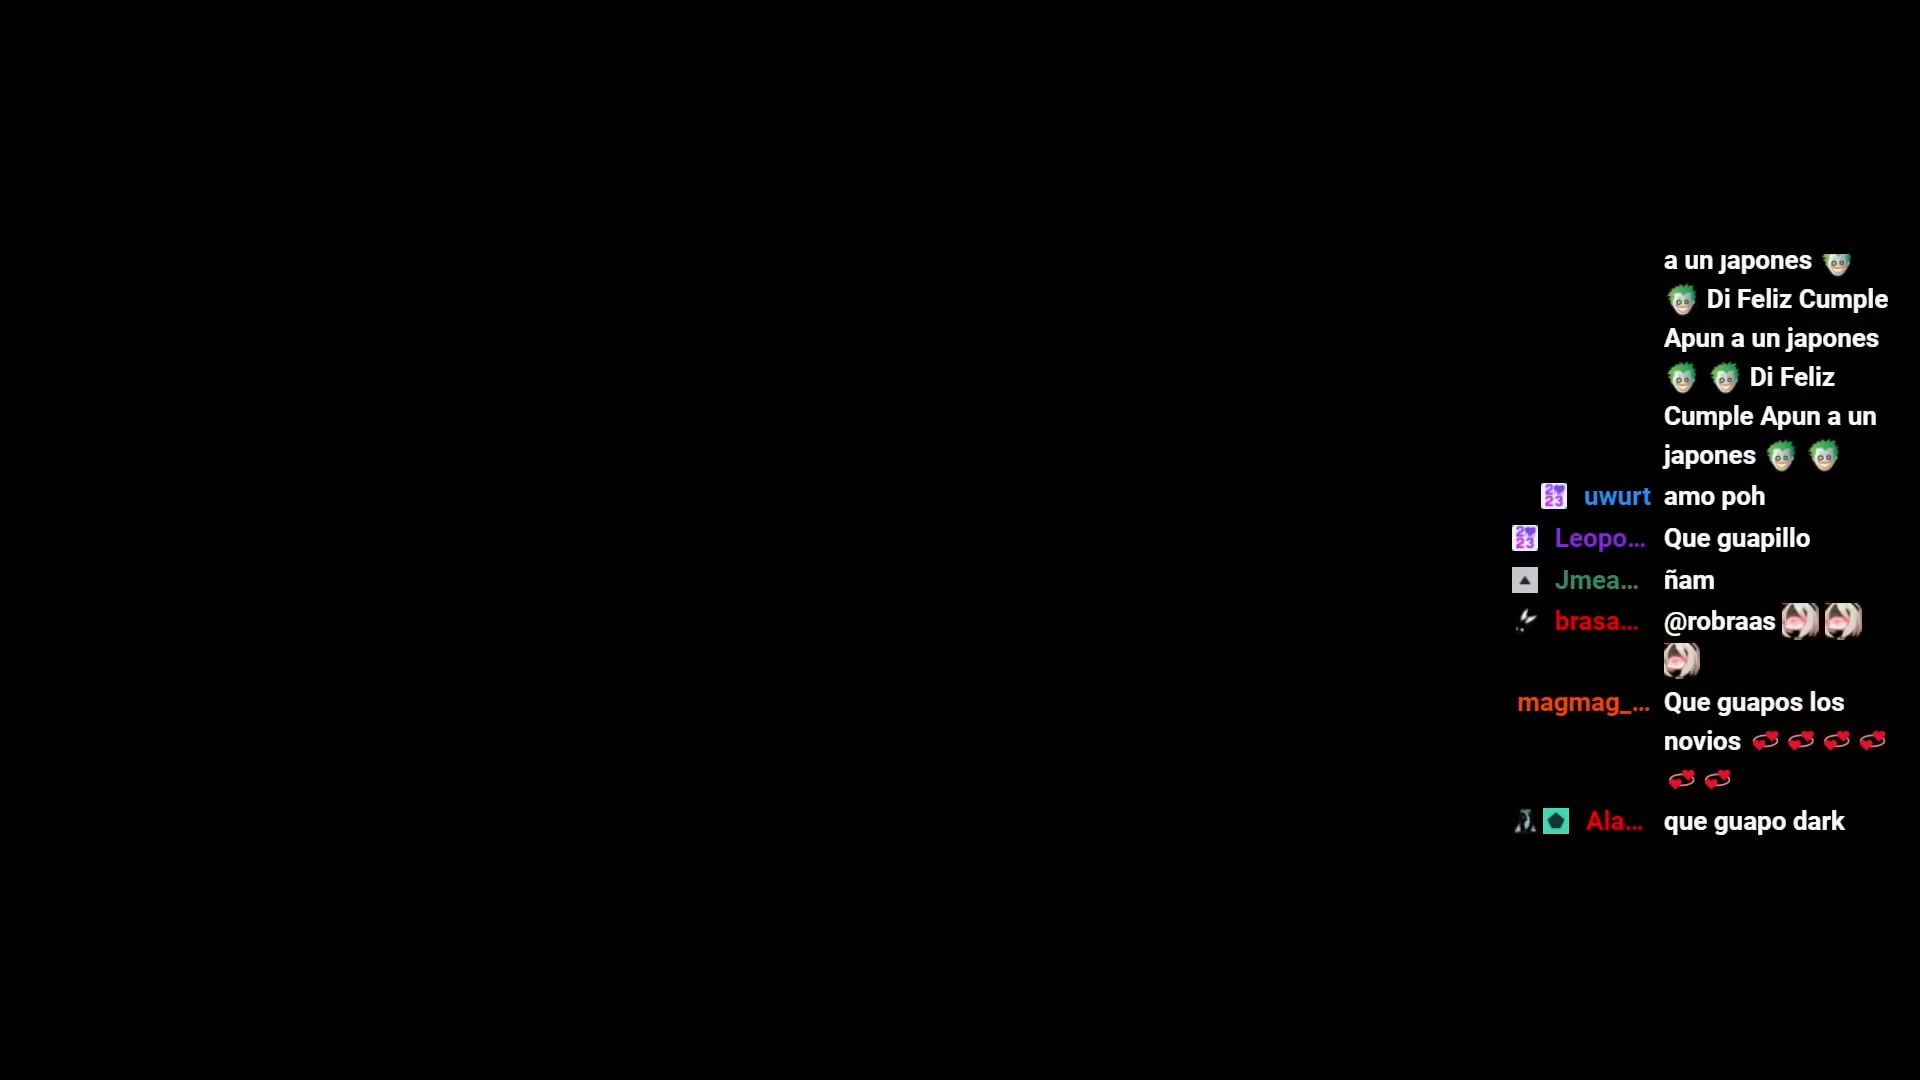 a un japones
Di Feliz Cumple
Apun a un japones
Di Feliz
Cumple Apun a un
japones
uwurt amo poh
Leopo... Que guapillo
Jmea... ñam
brasa... @robraas
magmag_... Que guapos los
novios
Ala... que guapo dark